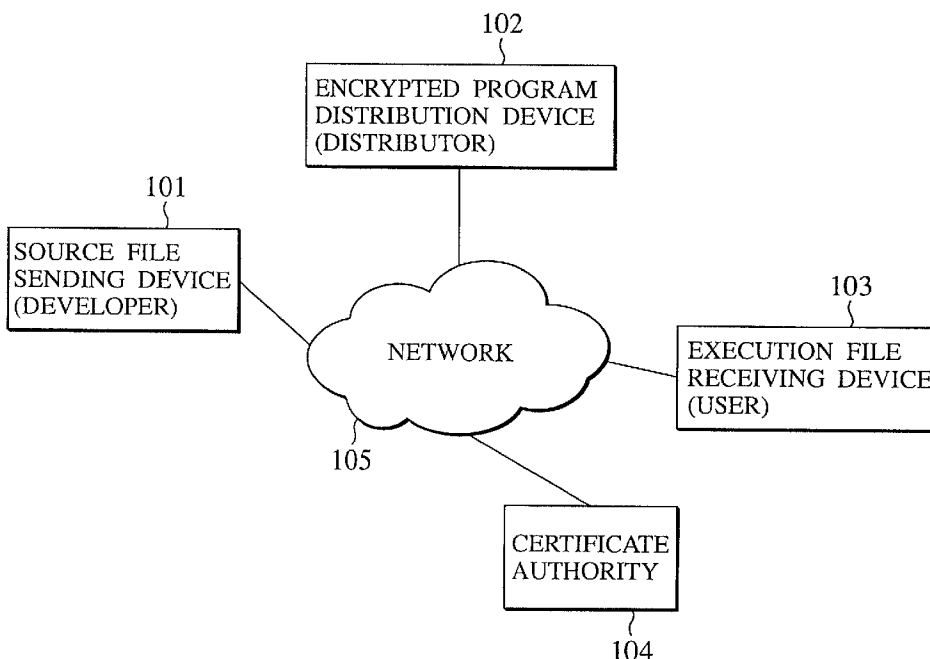 102
ENCRYPTED PROGRAM
DISTRIBUTION DEVICE
(DISTRIBUTOR)
101
SOURCE FILE
SENDING DEVICE
(DEVELOPER)
103
EXECUTION FILE
RECEIVING DEVICE
(USER)
NETWORK
105
CERTIFICATE
AUTHORITY
104